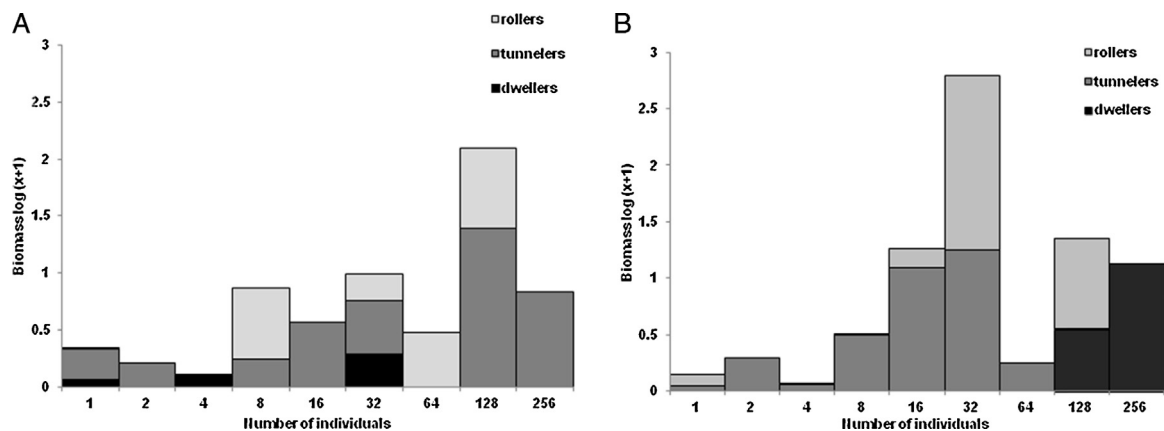 A
rollers
tunnelers
dwellers
3
2.5
2
1.5
1
0.5
0
Biomass log (x+1)
1 2 4 8 16 32 64 128 256
Number of individuals
B
rollers
tunnelers
dwellers
3
2.5
2
1.5
1
0.5
0
Biomass log (x+1)
1 2 4 8 16 32 64 128 256
Number of individuals